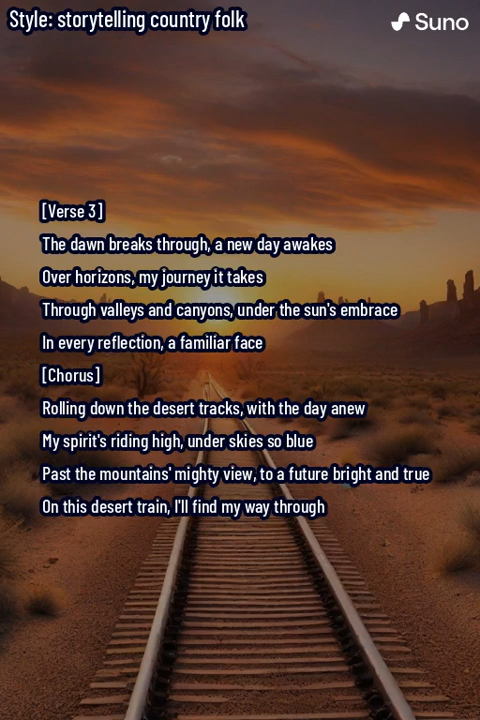 Style: storytelling country folk
Suno
[Verse 3]
The dawn breaks through, a new day awakes
Over horizons, my journey it takes
Through valleys and canyons, under the sun's embrace
In every reflection, a familiar face
[Chorus]
Rolling down the desert tracks, with the day anew
My spirit's riding high, under skies so blue
Past the mountains' mighty view, to a future bright and true
On this desert train, I'll find my way through